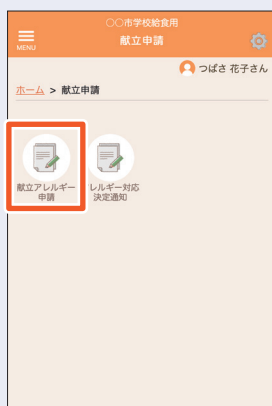 ○○市学校給食用
献立申請
MENU
つばさ 花子さん
ホーム > 献立申請
献立アレルギー
申請
レルギー対応
決定通知